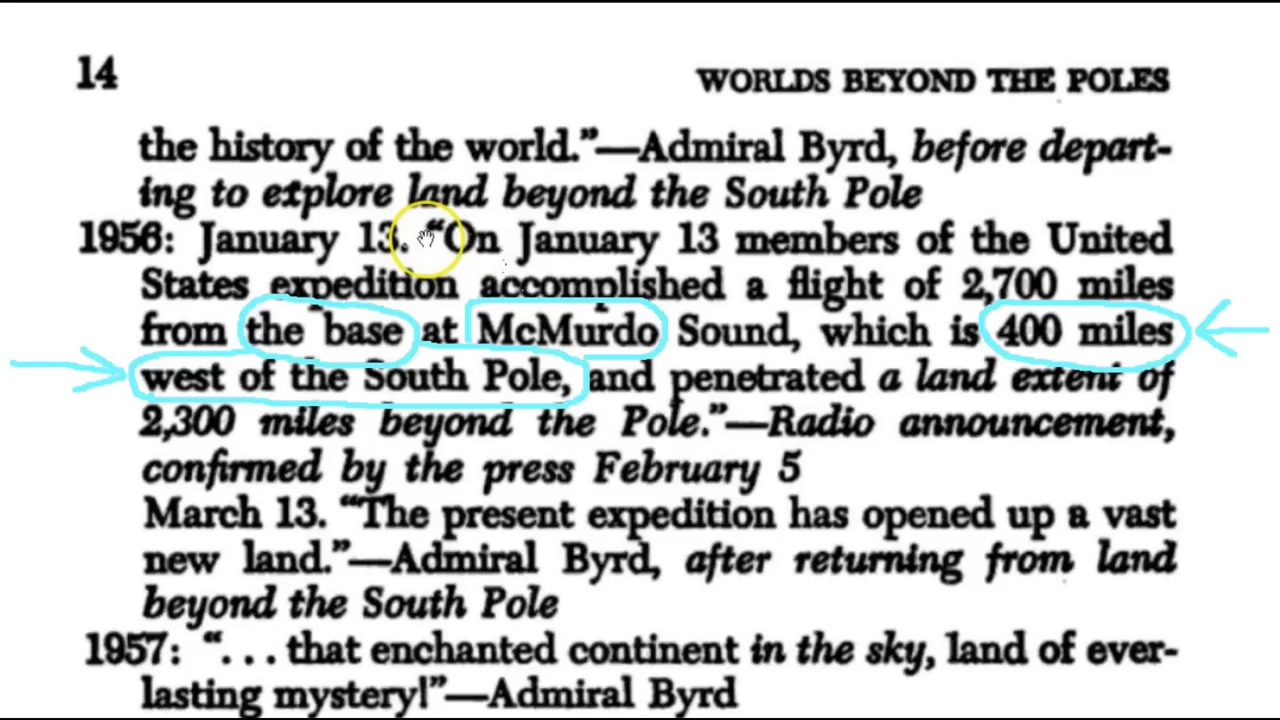 14 WORLDS BEYOND THE POLES
the history of the world.”—Admiral Byrd, before depart-
ing to explore land beyond the South Pole
1956: January 13. “On January 13 members of the United
States expedition accomplished a flight of 2,700 miles
from the base at McMurdo Sound, which is 400 miles
west of the South Pole, and penetrated a land extent of
2,300 miles beyond the Pole.”—Radio announcement,
confirmed by the press February 5
March 13. “The present expedition has opened up a vast
new land.”—Admiral Byrd, after returning from land
beyond the South Pole
1957: “. . . that enchanted continent in the sky, land of ever-
lasting mystery!”—Admiral Byrd